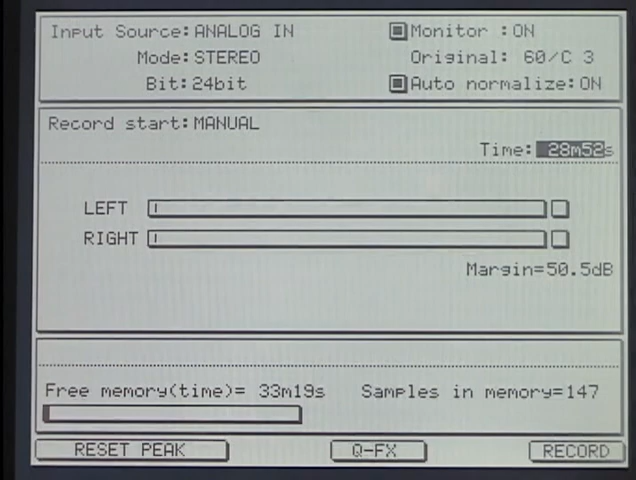 Input Source:ANALOG IN
Monitor :ON
Mode:STEREO
Original: 60/C 3
Bit:24bit
Auto normalize:ON
Record start:MANUAL
Time: 28m52s
LEFT
RIGHT
Margin=50.5dB
Free memory(time)= 33m19s
Samples in memory=147
RESET PEAK
Q-FX
RECORD